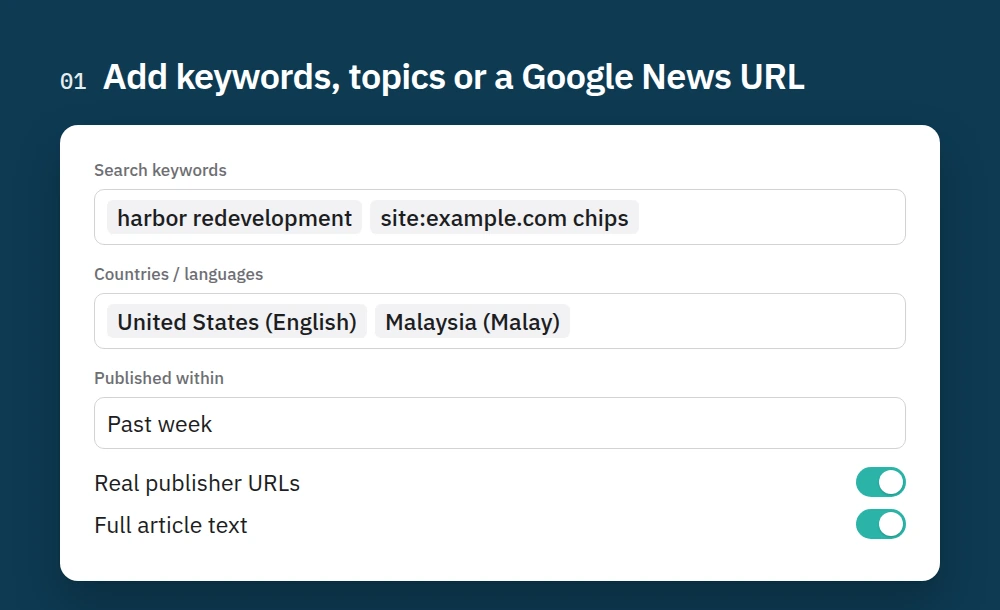 01 Add keywords, topics or a Google News URL
Search keywords
harbor redevelopment site:example.com chips
Countries / languages
United States (English) Malaysia (Malay)
Published within
Past week
Real publisher URLs
Full article text